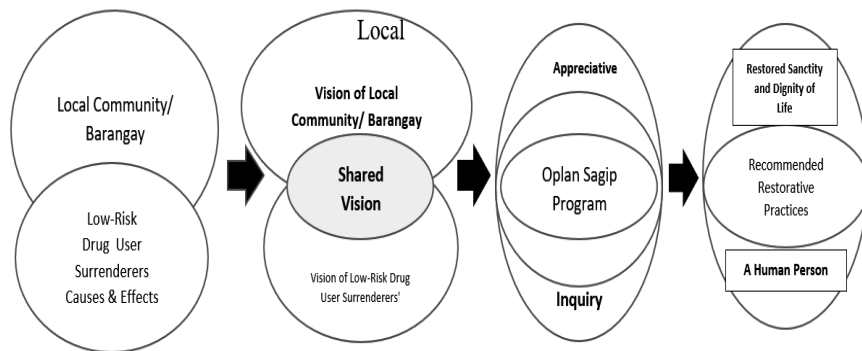 Local Community/
Barangay
Low-Risk
Drug User
Surrenderers
Causes & Effects
Local
Vision of Local
Community/ Barangay
Shared
Vision
Vision of Low-Risk Drug
User Surrenderers'
Appreciative
Oplan Sagip
Program
Inquiry
Restored Sanctity
and Dignity of
Life
Recommended
Restorative
Practices
A Human Person